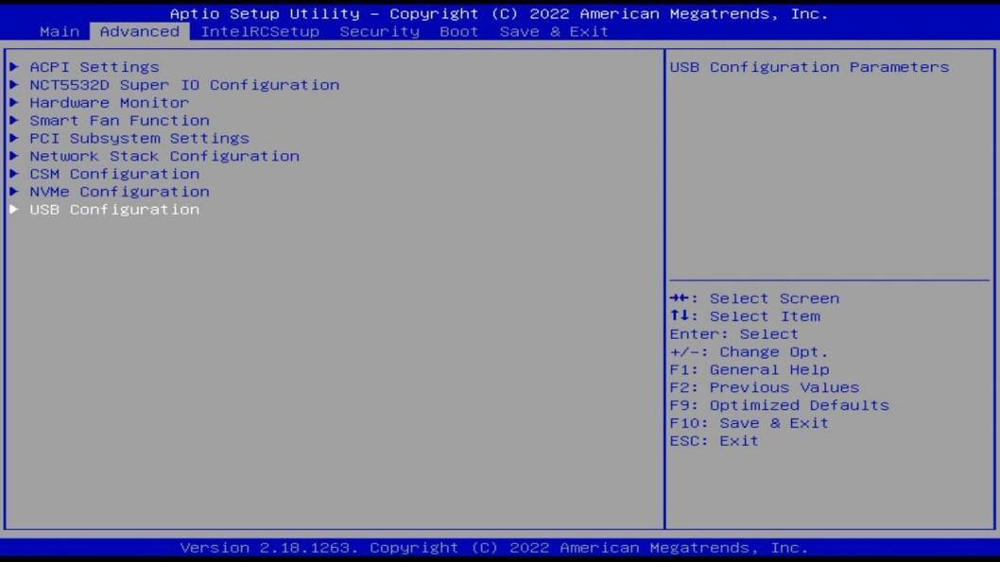 Aptio Setup Utility – Copyright (C) 2022 American Megatrends, Inc.
Main Advanced IntelRCSetup Security Boot Save & Exit
▶ ACPI Settings
▶ NCT5532D Super IO Configuration
▶ Hardware Monitor
▶ Smart Fan Function
▶ PCI Subsystem Settings
▶ Network Stack Configuration
▶ CSM Configuration
▶ NVMe Configuration
▶ USB Configuration
USB Configuration Parameters
→←: Select Screen
↑↓: Select Item
Enter: Select
+/-: Change Opt.
F1: General Help
F2: Previous Values
F9: Optimized Defaults
F10: Save & Exit
ESC: Exit
Version 2.18.1263. Copyright (C) 2022 American Megatrends, Inc.